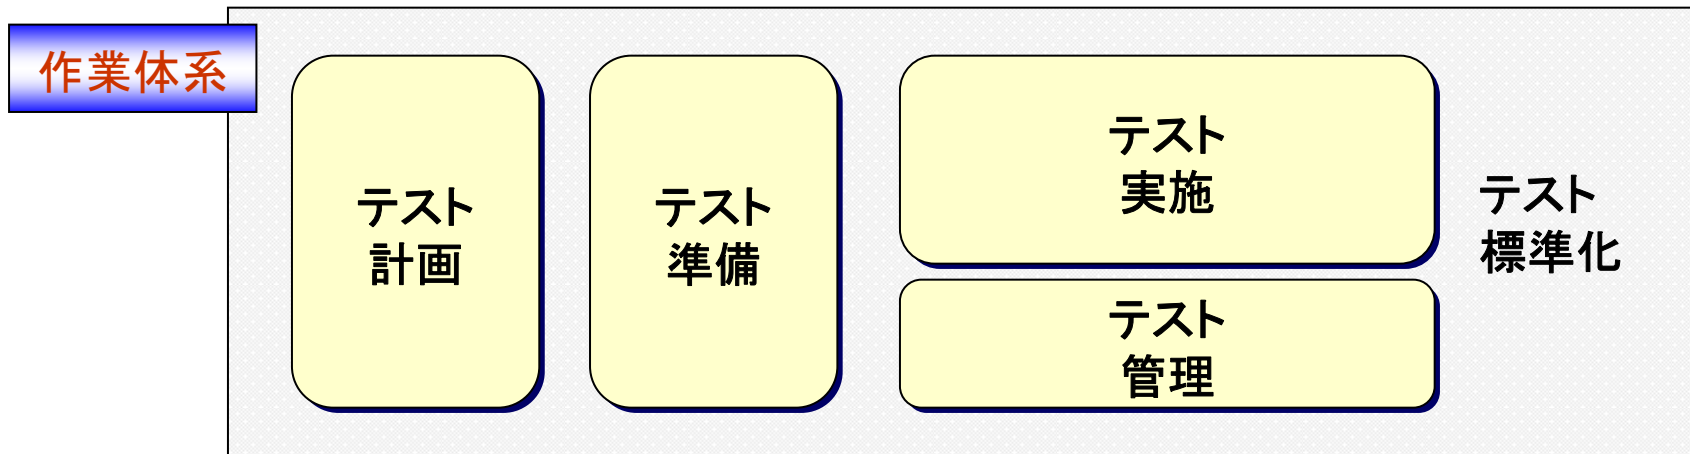 作業体系
テスト
計画
テスト
準備
テスト
実施
テスト
管理
テスト
標準化